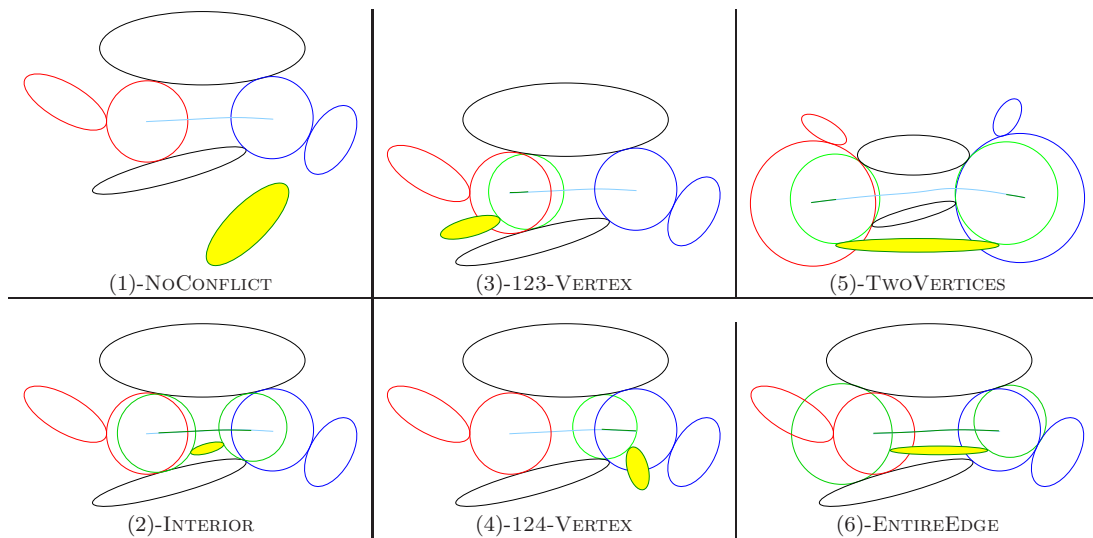 (1)-NOCONFLICT
(3)-123-VERTEX
(5)-TWOVERTICES
(2)-INTERIOR
(4)-124-VERTEX
(6)-ENTIREEDGE